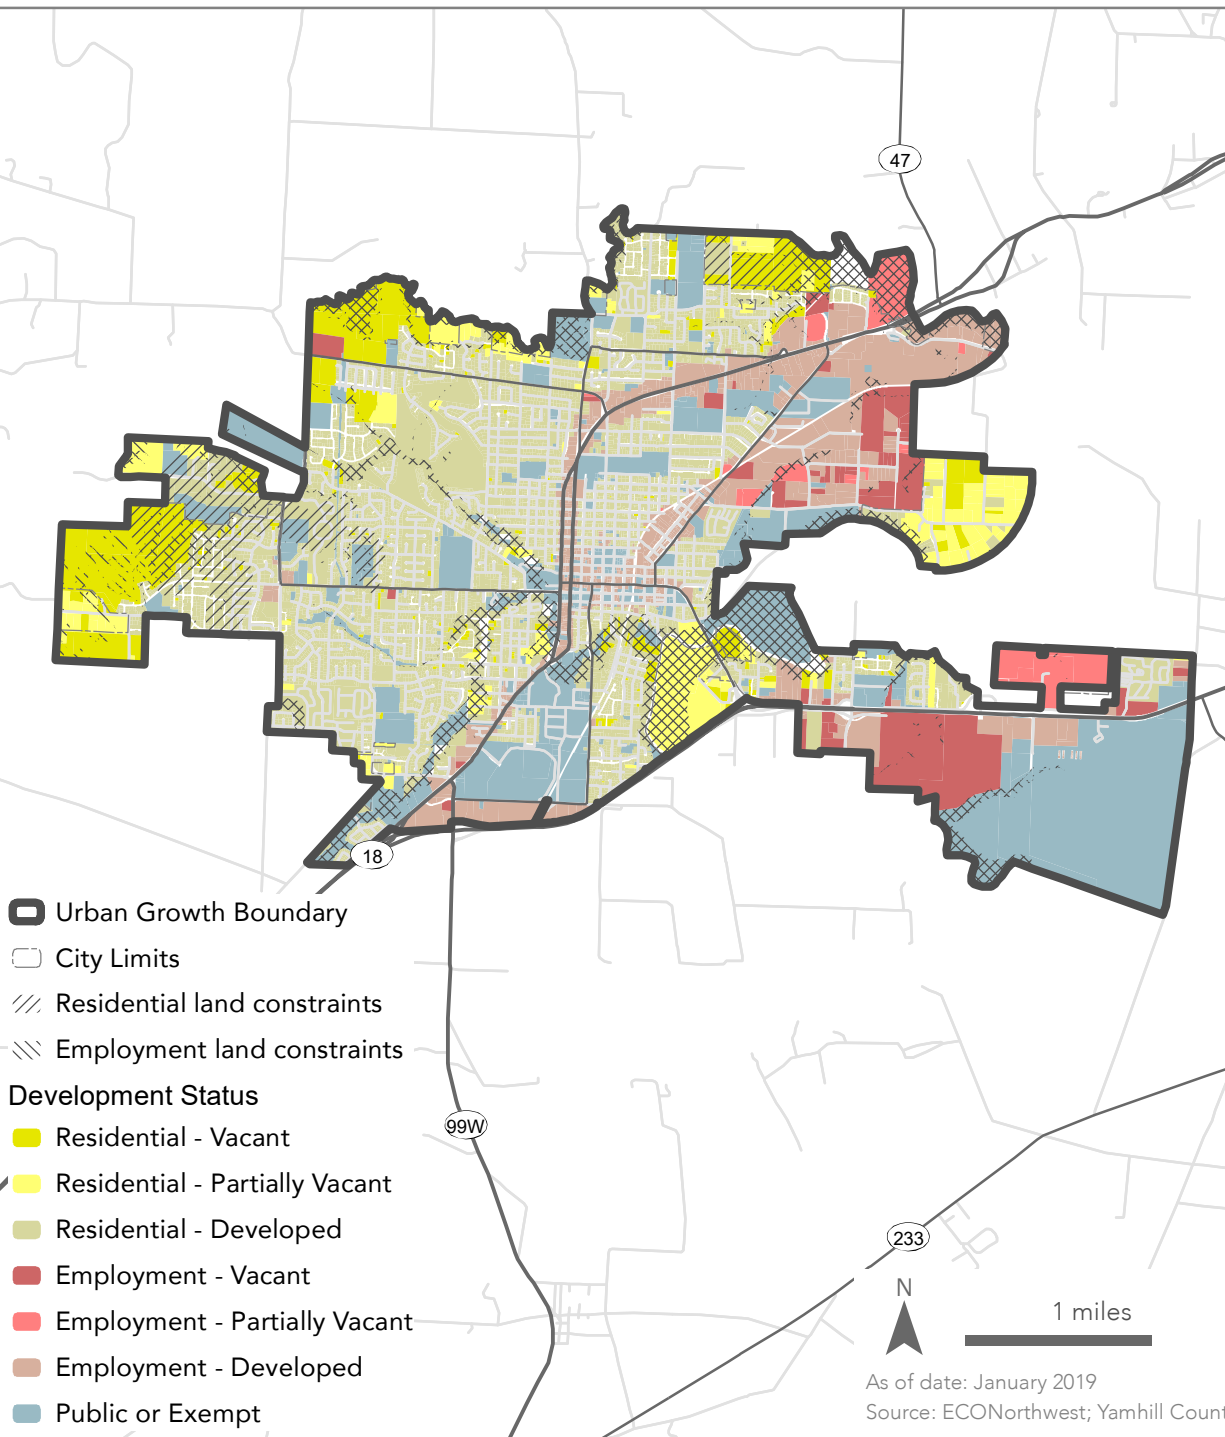 47
18
Urban Growth Boundary
City Limits
Residential land constraints
Employment land constraints
Development Status
Residential - Vacant
Residential - Partially Vacant
Residential - Developed
Employment - Vacant
Employment - Partially Vacant
Employment - Developed
Public or Exempt
99W
233
N
1 miles
As of date: January 2019
Source: ECONorthwest; Yamhill Count